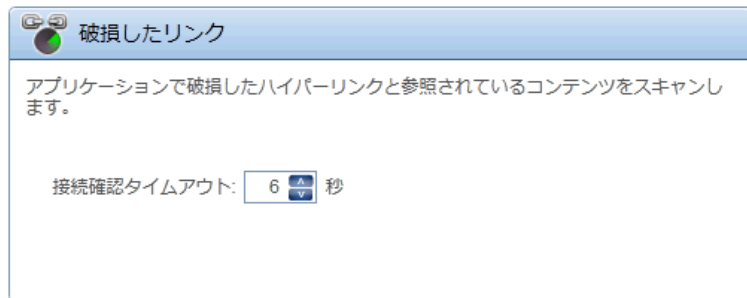 破損したリンク
アプリケーションで破損したハイパーリンクと参照されているコンテンツをスキャンし
ます。
接続確認タイムアウト: 6 秒